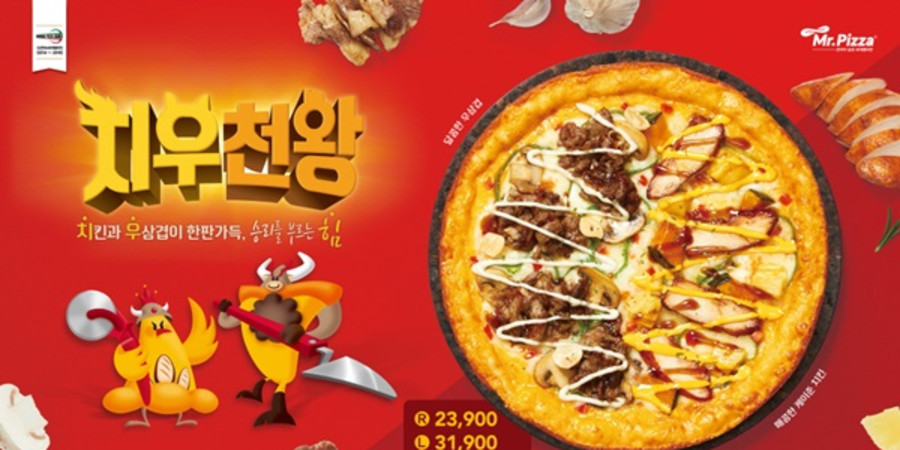 Mr.Pizza
치우천왕
치킨과 우삼겹이 한판가득, 승리를 부르는 힘
달콤한 우삼겹
매콤한 케이준 치킨
R 23,900
L 31,900